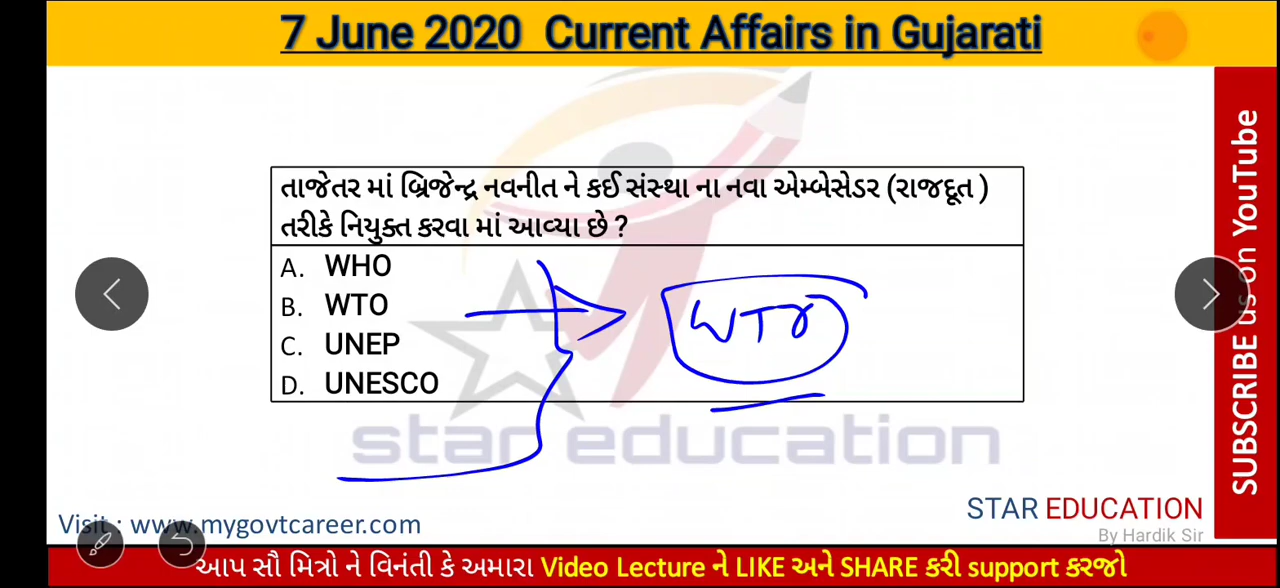 7 June 2020 Current Affairs in Gujarati
તાજેતર માં બ્રિજેન્દ્ર નવનીત ને કઈ સંસ્થા ના નવા એમ્બેસેડર (રાજદૂત )
તરીકે નિયુક્ત કરવા માં આવ્યા છે ?
A. WHO
B. WTO
C. UNEP
D. UNESCO
WTO
star education
SUBSCRIBE us on YouTube
STAR EDUCATION
By Hardik Sir
Visit : www.mygovtcareer.com
આપ સૌ મિત્રો ને વિનંતી કે અમારા Video Lecture ને LIKE અને SHARE કરી support કરજો